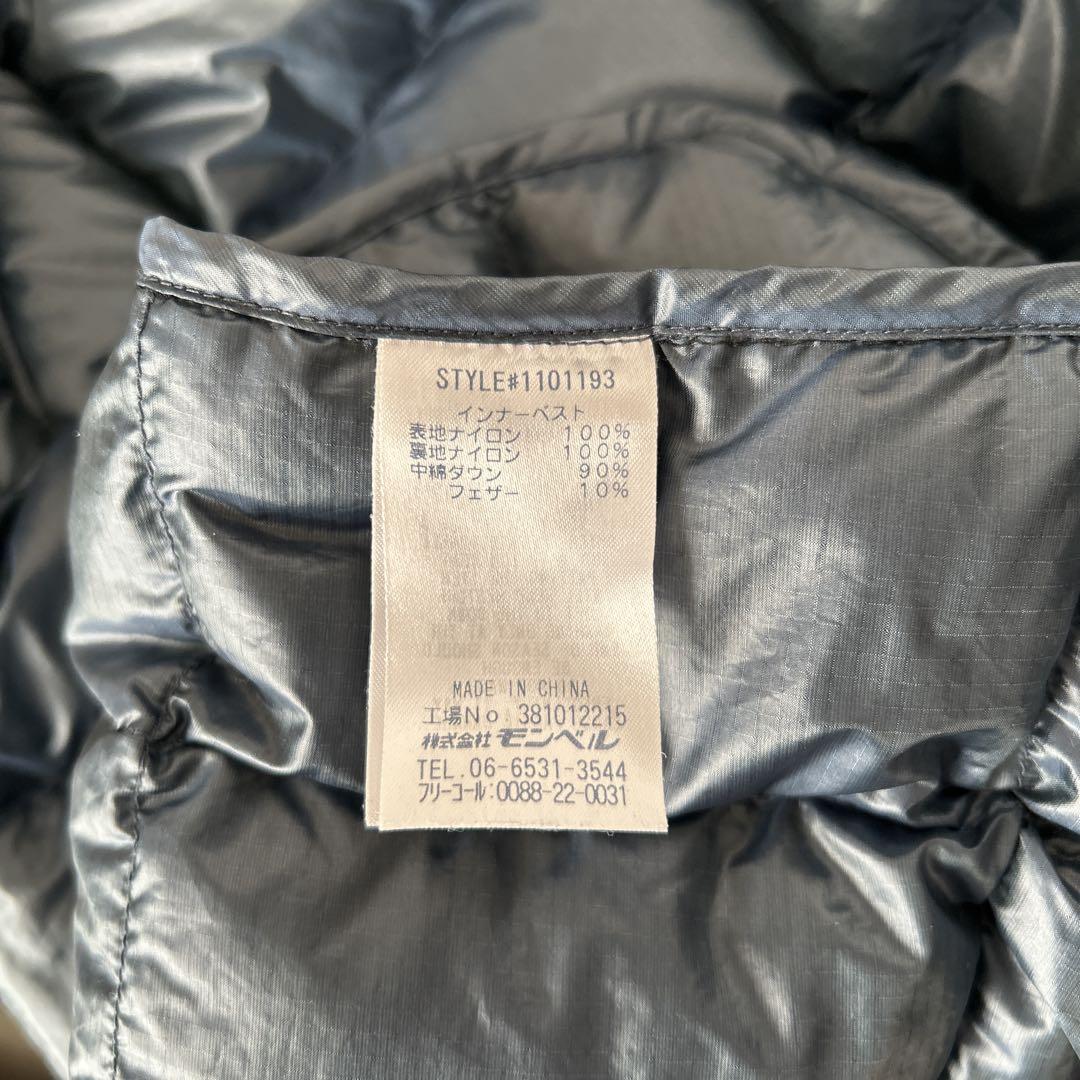 STYLE#1101193
インナーベスト
表地ナイロン 100%
裏地ナイロン 100%
中綿ダウン 90%
フェザー 10%
MADE IN CHINA
工場No. 381012215
株式会社 モンベル
TEL.06-6531-3544
フリーコール:0088-22-0031